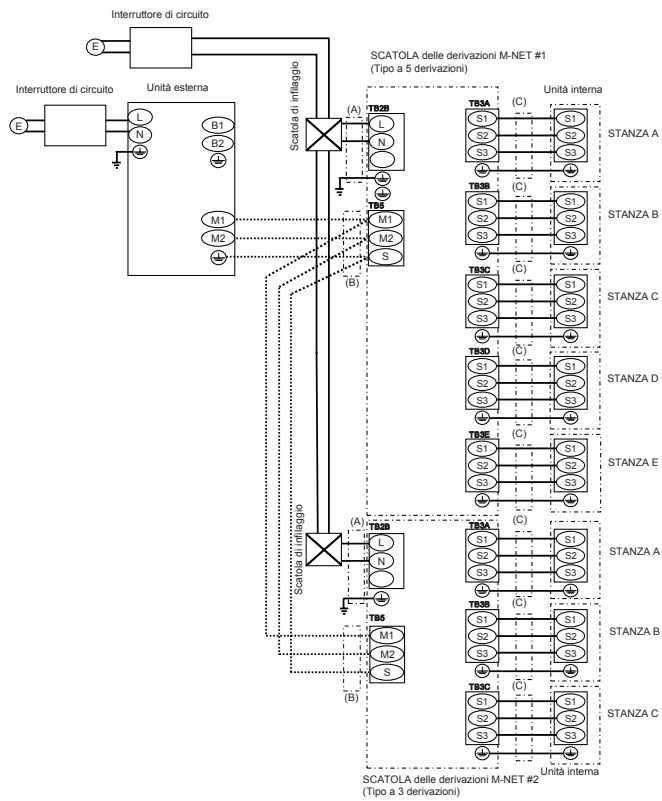 Interruttore di circuito
E
SCATOLA delle derivazioni M-NET #1
(Tipo a 5 derivazioni)
Interruttore di circuito
Unità esterna
E
L
N
B1
B2
M1
M2
Scatola di infilaggio
(A)
TB2B
L
N
TB5
M1
M2
S
(B)
Unità interna
TB3A
(C)
S1
S1
S2
S2
S3
S3
STANZA A
TB3B
(C)
S1
S1
S2
S2
S3
S3
STANZA B
TB3C
(C)
S1
S1
S2
S2
S3
S3
STANZA C
TB3D
(C)
S1
S1
S2
S2
S3
S3
STANZA D
TB3E
(C)
S1
S1
S2
S2
S3
S3
STANZA E
Scatola di infilaggio
(A)
TB2B
L
N
TB5
M1
M2
S
(B)
TB3A
(C)
S1
S1
S2
S2
S3
S3
STANZA A
TB3B
(C)
S1
S1
S2
S2
S3
S3
STANZA B
TB3C
(C)
S1
S1
S2
S2
S3
S3
STANZA C
Unità interna
SCATOLA delle derivazioni M-NET #2
(Tipo a 3 derivazioni)